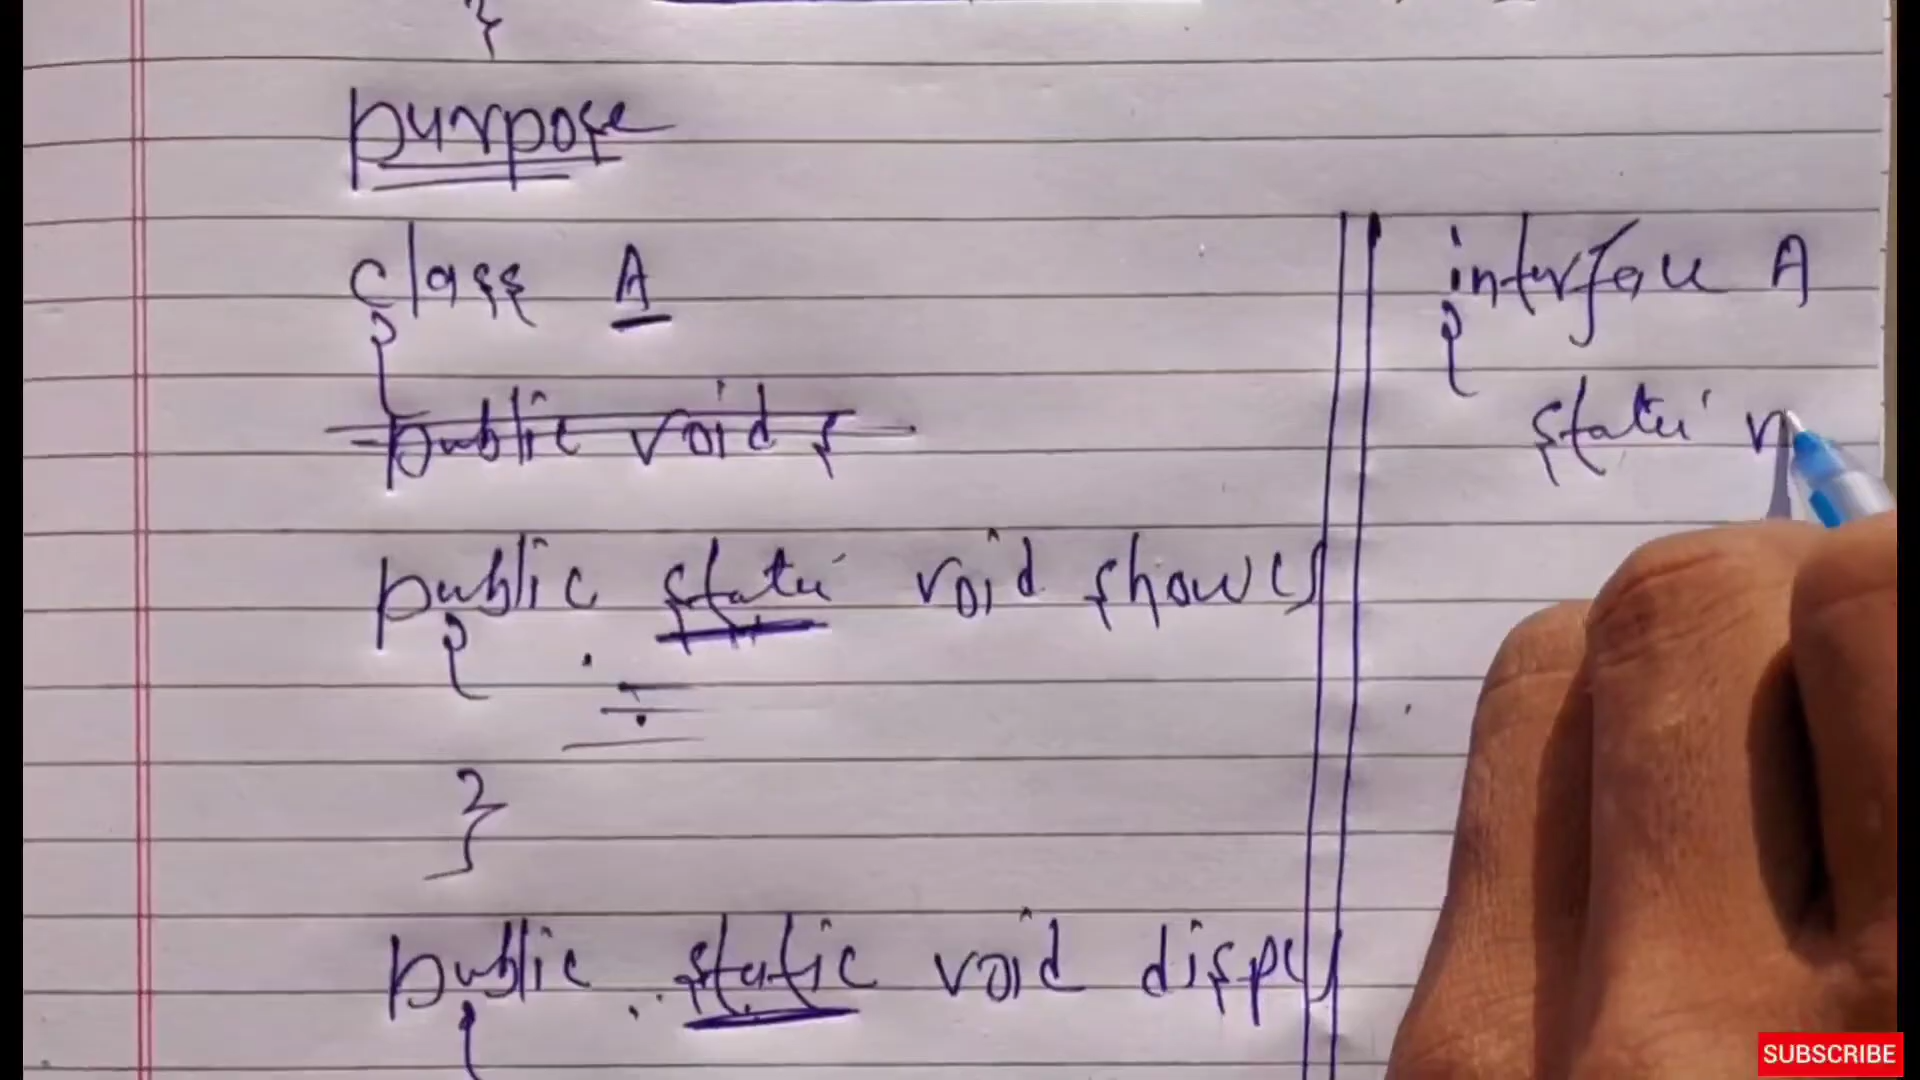 }
purpose
class A
{
public void s
public static void show()
{
}
public static void disp()
{
interface A
{
static v
SUBSCRIBE